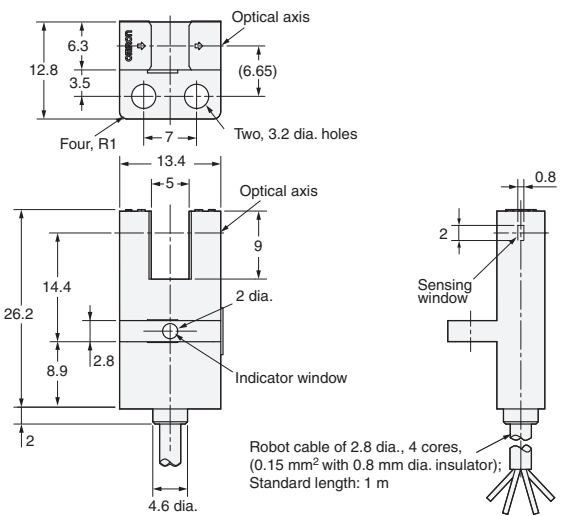 Optical axis
OMRON
6.3
12.8
3.5
(6.65)
7
Four, R1
Two, 3.2 dia. holes
13.4
5
Optical axis
9
14.4
2 dia.
26.2
2.8
8.9
Indicator window
2
4.6 dia.
0.8
2
Sensing
window
Robot cable of 2.8 dia., 4 cores,
(0.15 mm² with 0.8 mm dia. insulator);
Standard length: 1 m